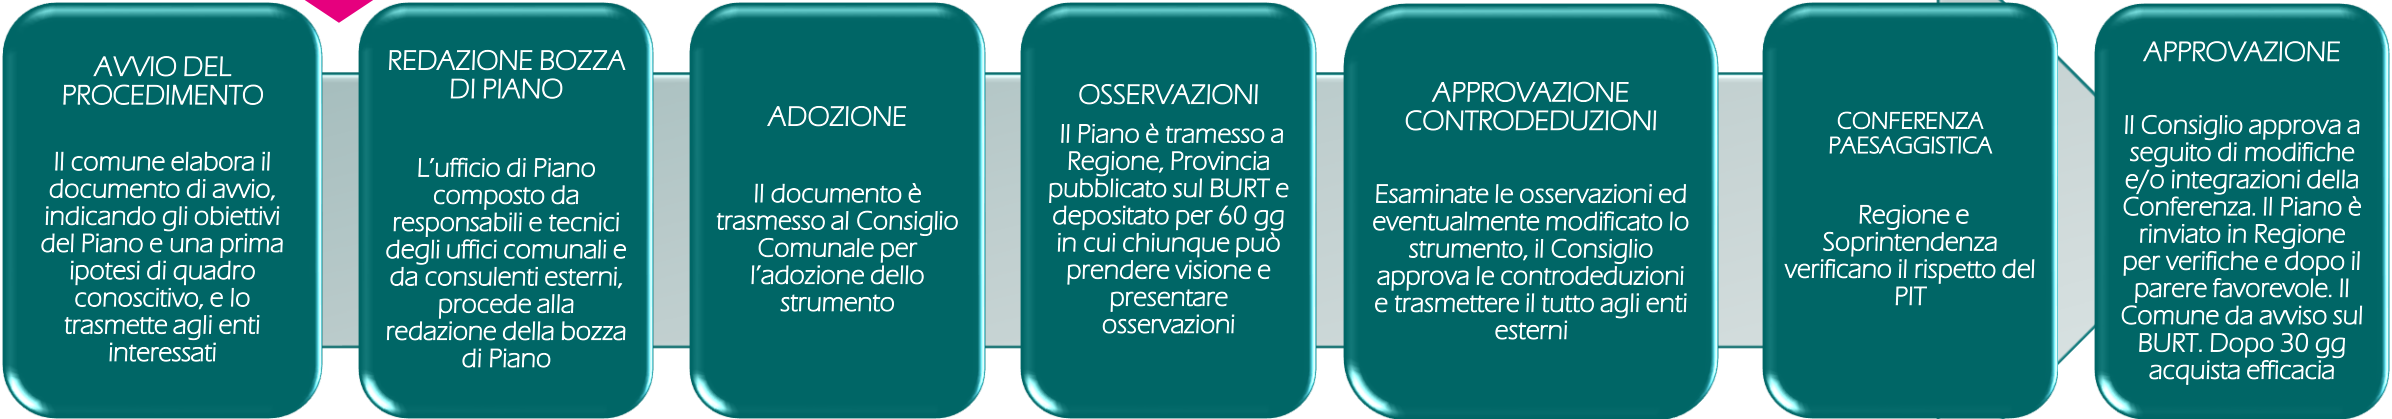 AVVIO DEL
PROCEDIMENTO
Il comune elabora il
documento di avvio,
indicando gli obiettivi
del Piano e una prima
ipotesi di quadro
conoscitivo, e lo
trasmette agli enti
interessati
REDAZIONE BOZZA
DI PIANO
L'ufficio di Piano
composto da
responsabili e tecnici
degli uffici comunali e
da consulenti esterni,
procede alla
redazione della bozza
di Piano
ADOZIONE
Il documento è
trasmesso al Consiglio
Comunale per
l'adozione dello
strumento
OSSERVAZIONI
Il Piano è tramesso a
Regione, Provincia
pubblicato sul BURT e
depositato per 60 gg
in cui chiunque può
prendere visione e
presentare
osservazioni
APPROVAZIONE
CONTRODEDUZIONI
Esaminate le osservazioni ed
eventualmente modificato lo
strumento, il Consiglio
approva le controdeduzioni
e trasmettere il tutto agli enti
esterni
CONFERENZA
PAESAGGISTICA
Regione e
Soprintendenza
verificano il rispetto del
PIT
APPROVAZIONE
Il Consiglio approva a
seguito di modifiche
e/o integrazioni della
Conferenza. Il Piano è
rinviato in Regione
per verifiche e dopo il
parere favorevole. Il
Comune da avviso sul
BURT. Dopo 30 gg
acquista efficacia